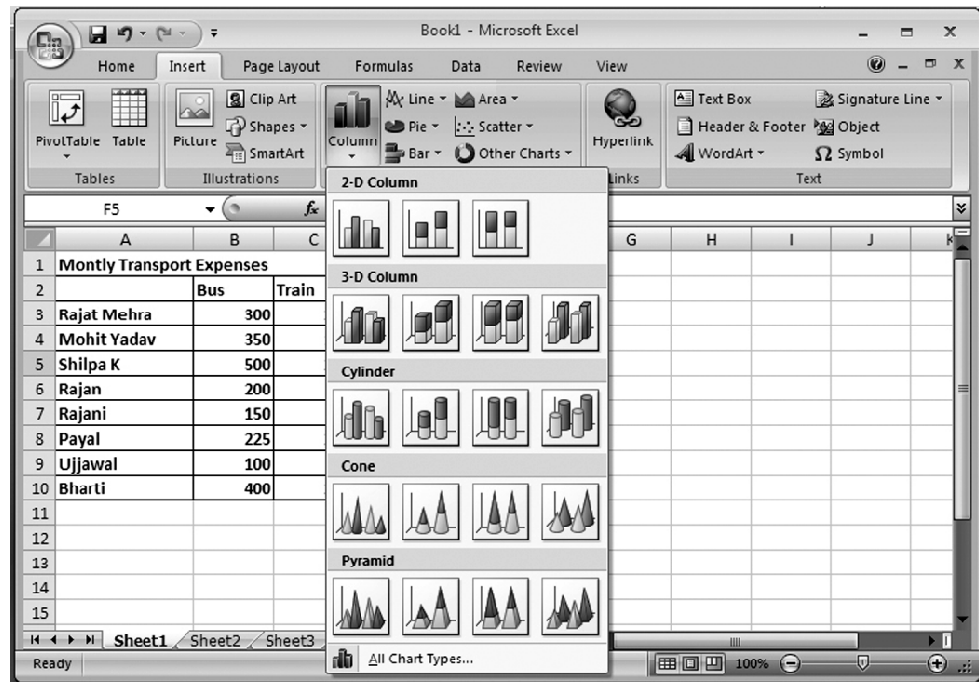 Book1 - Microsoft Excel
Home Insert Page Layout Formulas Data Review View
PivotTable Table Picture Clip Art Shapes SmartArt
Column Line Area Pie Scatter Bar Other Charts
Hyperlink Text Box Header & Footer WordArt Signature Line Object Symbol
Tables Illustrations Links Text
F5 fx
A B C G H I J K
1 Montly Transport Expenses
2 Bus Train
3 Rajat Mehra 300
4 Mohit Yadav 350
5 Shilpa K 500
6 Rajan 200
7 Rajani 150
8 Payal 225
9 Ujjawal 100
10 Bharti 400
11
12
13
14
15
2-D Column
3-D Column
Cylinder
Cone
Pyramid
All Chart Types...
Sheet1 Sheet2 Sheet3
Ready 100%